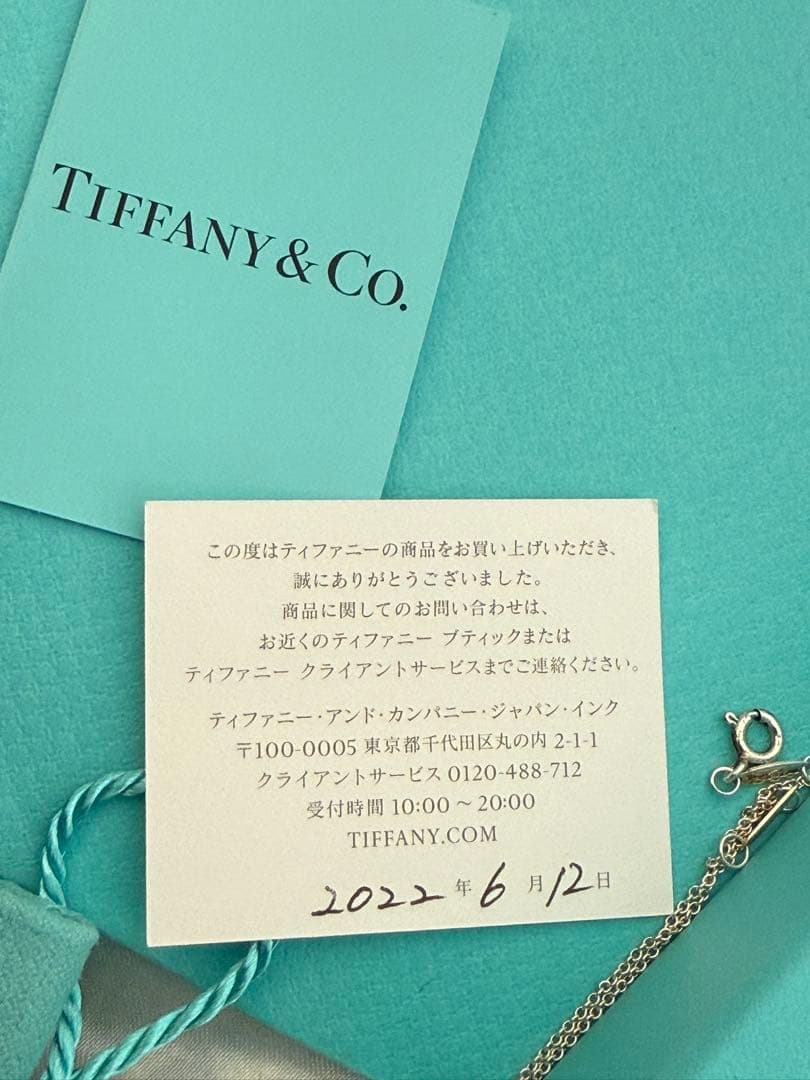 TIFFANY & CO.
この度はティファニーの商品をお買い上げいただき、
誠にありがとうございました。
商品に関してのお問い合わせは、
お近くのティファニー ブティックまたは
ティファニー クライアントサービスまでご連絡ください。
ティファニー・アンド・カンパニー・ジャパン・インク
〒100-0005 東京都千代田区丸の内 2-1-1
クライアントサービス 0120-488-712
受付時間 10:00 〜 20:00
TIFFANY.COM
2022 年 6 月 12 日